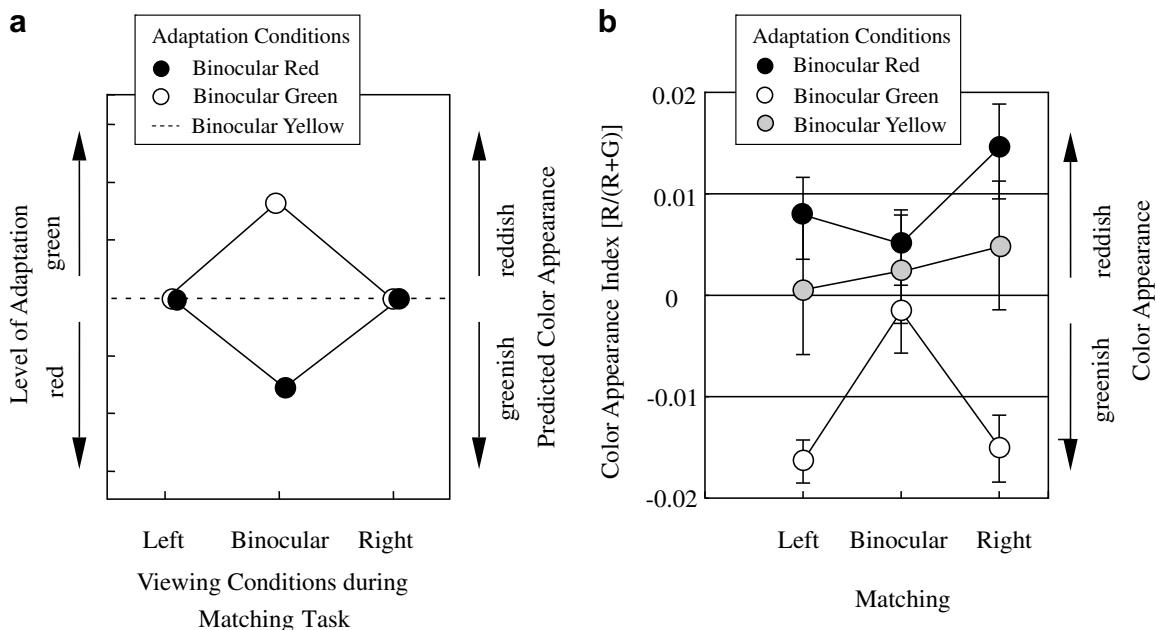 a
Adaptation Conditions
Binocular Red
Binocular Green
Binocular Yellow
Level of Adaptation
green
red
reddish
greenish
Predicted Color Appearance
Left Binocular Right
Viewing Conditions during
Matching Task
b
Adaptation Conditions
Binocular Red
Binocular Green
Binocular Yellow
Color Appearance Index [R/(R+G)]
0.02
0.01
0
-0.01
-0.02
reddish
greenish
Color Appearance
Left Binocular Right
Matching